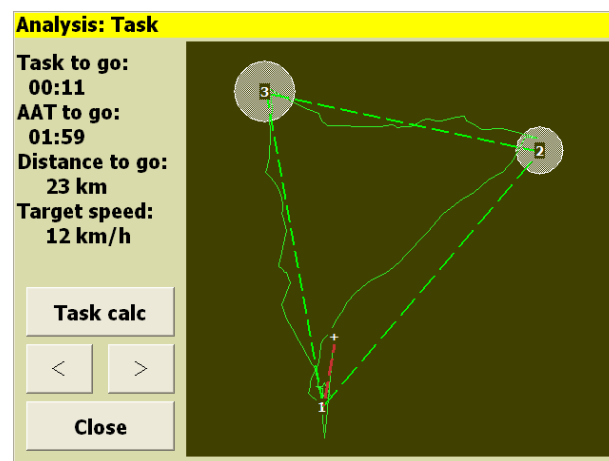 Analysis: Task
Task to go:
00:11
AAT to go:
01:59
Distance to go:
23 km
Target speed:
12 km/h
Task calc
< >
Close
3
2
+
1